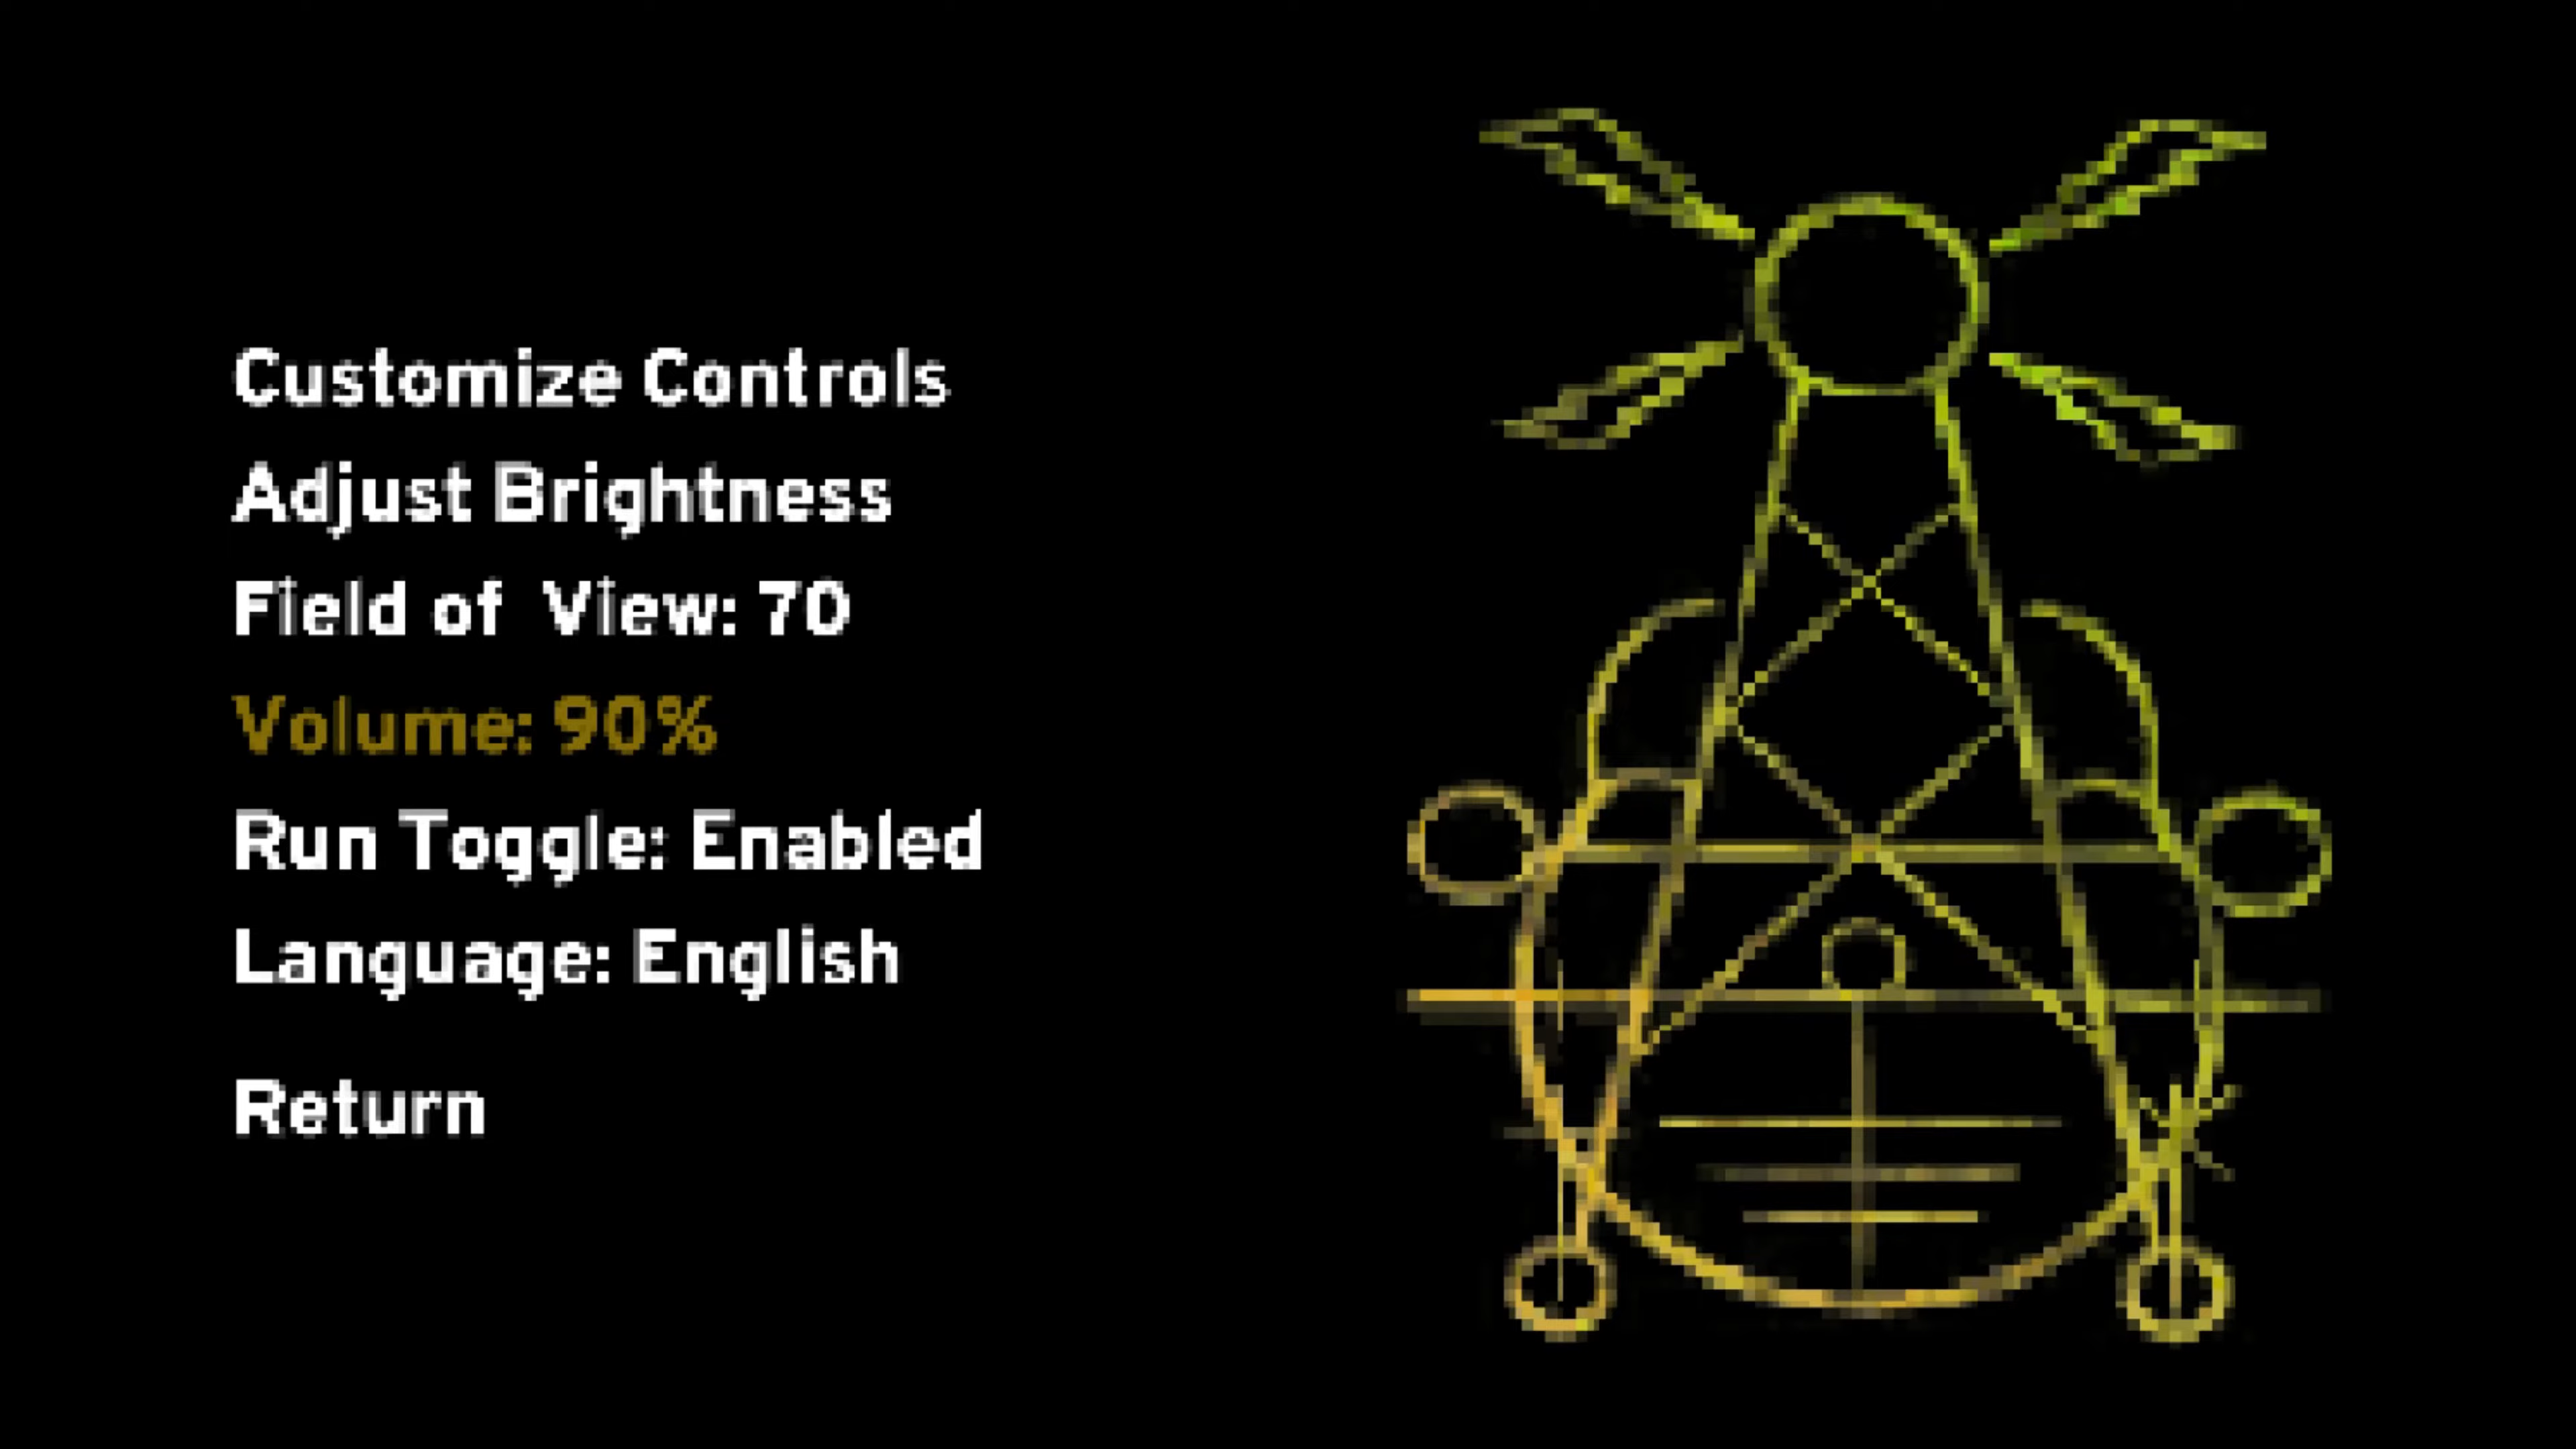 Customize Controls
Adjust Brightness
Field of View: 70
Volume: 90%
Run Toggle: Enabled
Language: English
Return